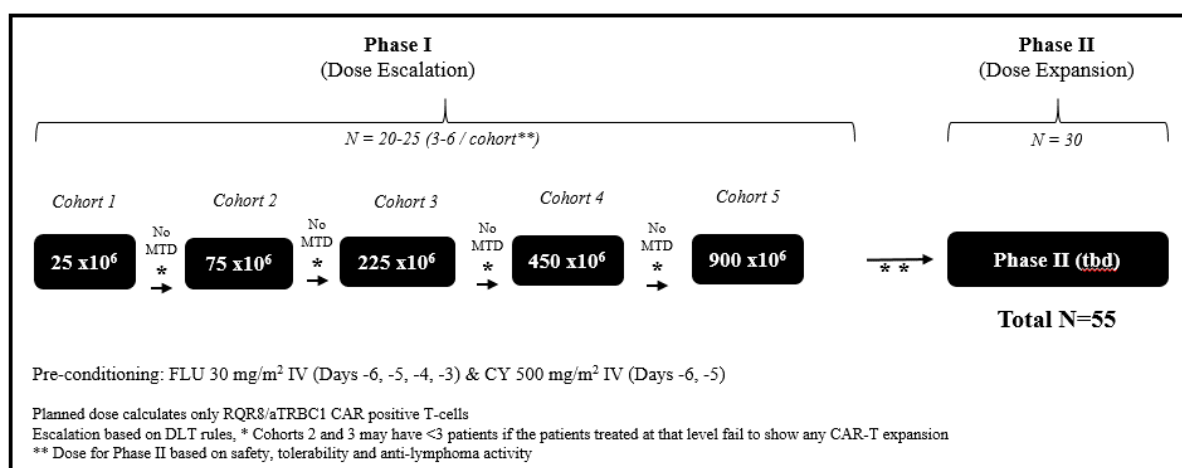 Phase I
(Dose Escalation)
Phase II
(Dose Expansion)
N = 20-25 (3-6 / cohort**)
N = 30
Cohort 1
Cohort 2
Cohort 3
Cohort 4
Cohort 5
No
MTD
*
No
MTD
*
No
MTD
*
No
MTD
*
25 x10⁶
75 x10⁶
225 x10⁶
450 x10⁶
900 x10⁶
* *
Phase II (tbd)
Total N=55
Pre-conditioning: FLU 30 mg/m² IV (Days -6, -5, -4, -3) & CY 500 mg/m² IV (Days -6, -5)
Planned dose calculates only RQR8/aTRBC1 CAR positive T-cells
Escalation based on DLT rules, * Cohorts 2 and 3 may have <3 patients if the patients treated at that level fail to show any CAR-T expansion
** Dose for Phase II based on safety, tolerability and anti-lymphoma activity